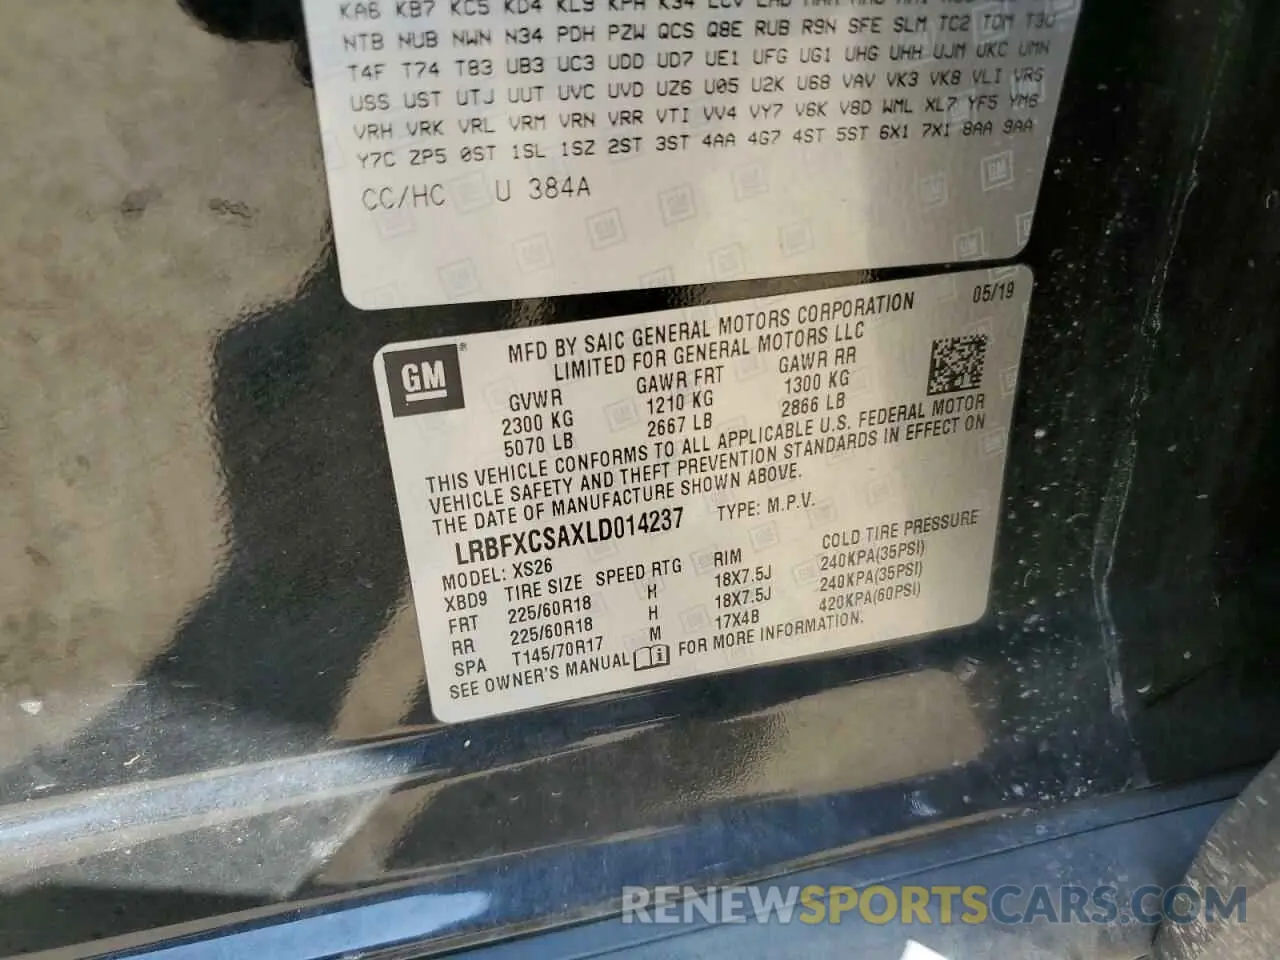 KA6 KB7 KC5 KD4 KL9 KPH K34
NTB NUB NWN N34 PDH PZW QCS Q8E RUB R9N SFE SLM TC2 TDM T3U
T4F T74 T83 UB3 UC3 UDD UD7 UE1 UFG UG1 UHG UHH UJM UKC UMN
USS UST UTJ UUT UVC UVD UZ6 U05 U2K U68 VAV VK3 VK8 VLI VRG
VRH VRK VRL VRM VRN VRR VTI VV4 VY7 V6K V8D WML XL7 YF5 YM6
Y7C ZP5 0ST 1SL 1SZ 2ST 3ST 4AA 4G7 4ST 5ST 6X1 7X1 8AA 9AA
CC/HC U 384A
05/19
GM®
MFD BY SAIC GENERAL MOTORS CORPORATION
LIMITED FOR GENERAL MOTORS LLC
GVWR GAWR FRT GAWR RR
2300 KG 1210 KG 1300 KG
5070 LB 2667 LB 2866 LB
THIS VEHICLE CONFORMS TO ALL APPLICABLE U.S. FEDERAL MOTOR
VEHICLE SAFETY AND THEFT PREVENTION STANDARDS IN EFFECT ON
THE DATE OF MANUFACTURE SHOWN ABOVE.
LRBFXCSAXLD014237 TYPE: M.P.V.
MODEL: XS26
XBD9 TIRE SIZE SPEED RTG RIM COLD TIRE PRESSURE
FRT 225/60R18 H 18X7.5J 240KPA(35PSI)
RR 225/60R18 H 18X7.5J 240KPA(35PSI)
SPA T145/70R17 M 17X4B 420KPA(60PSI)
SEE OWNER'S MANUAL FOR MORE INFORMATION.
RENEWSPORTSCARS.COM